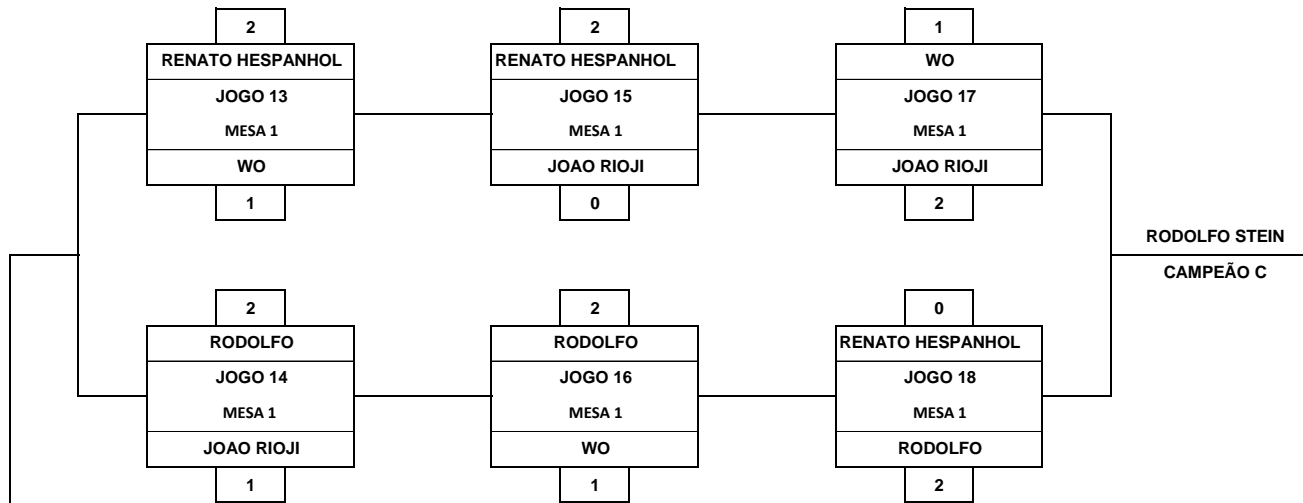 2
RENATO HESPANHOL
JOGO 13
MESA 1
WO
1
2
RENATO HESPANHOL
JOGO 15
MESA 1
JOAO RIOJI
0
1
WO
JOGO 17
MESA 1
JOAO RIOJI
2
RODOLFO STEIN
CAMPEÃO C
2
RODOLFO
JOGO 14
MESA 1
JOAO RIOJI
1
2
RODOLFO
JOGO 16
MESA 1
WO
1
0
RENATO HESPANHOL
JOGO 18
MESA 1
RODOLFO
2